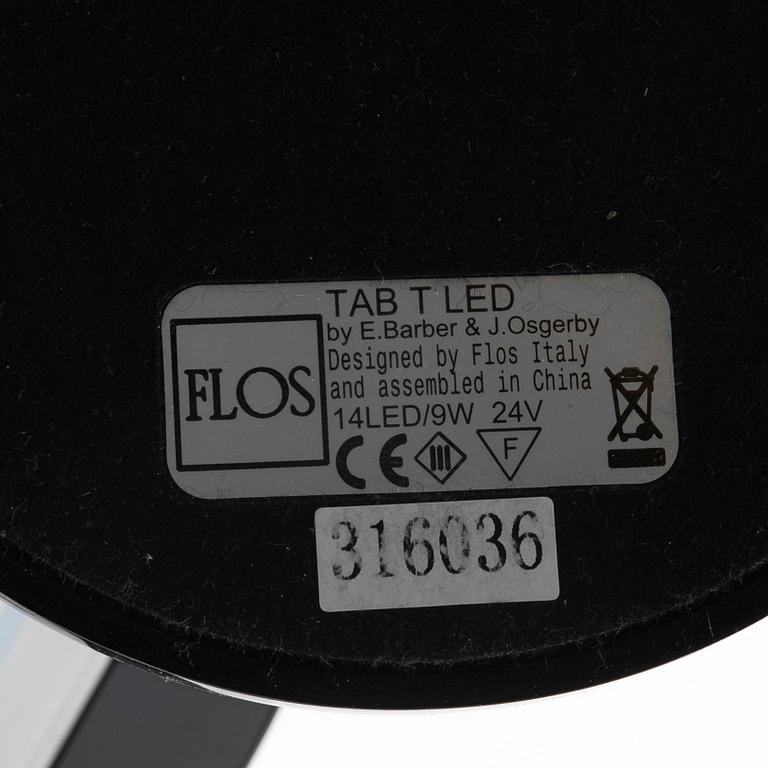 FLOS
TAB T LED
by E.Barber & J.Osgerby
Designed by Flos Italy
and assembled in China
14LED/9W 24V
CE III F
316036